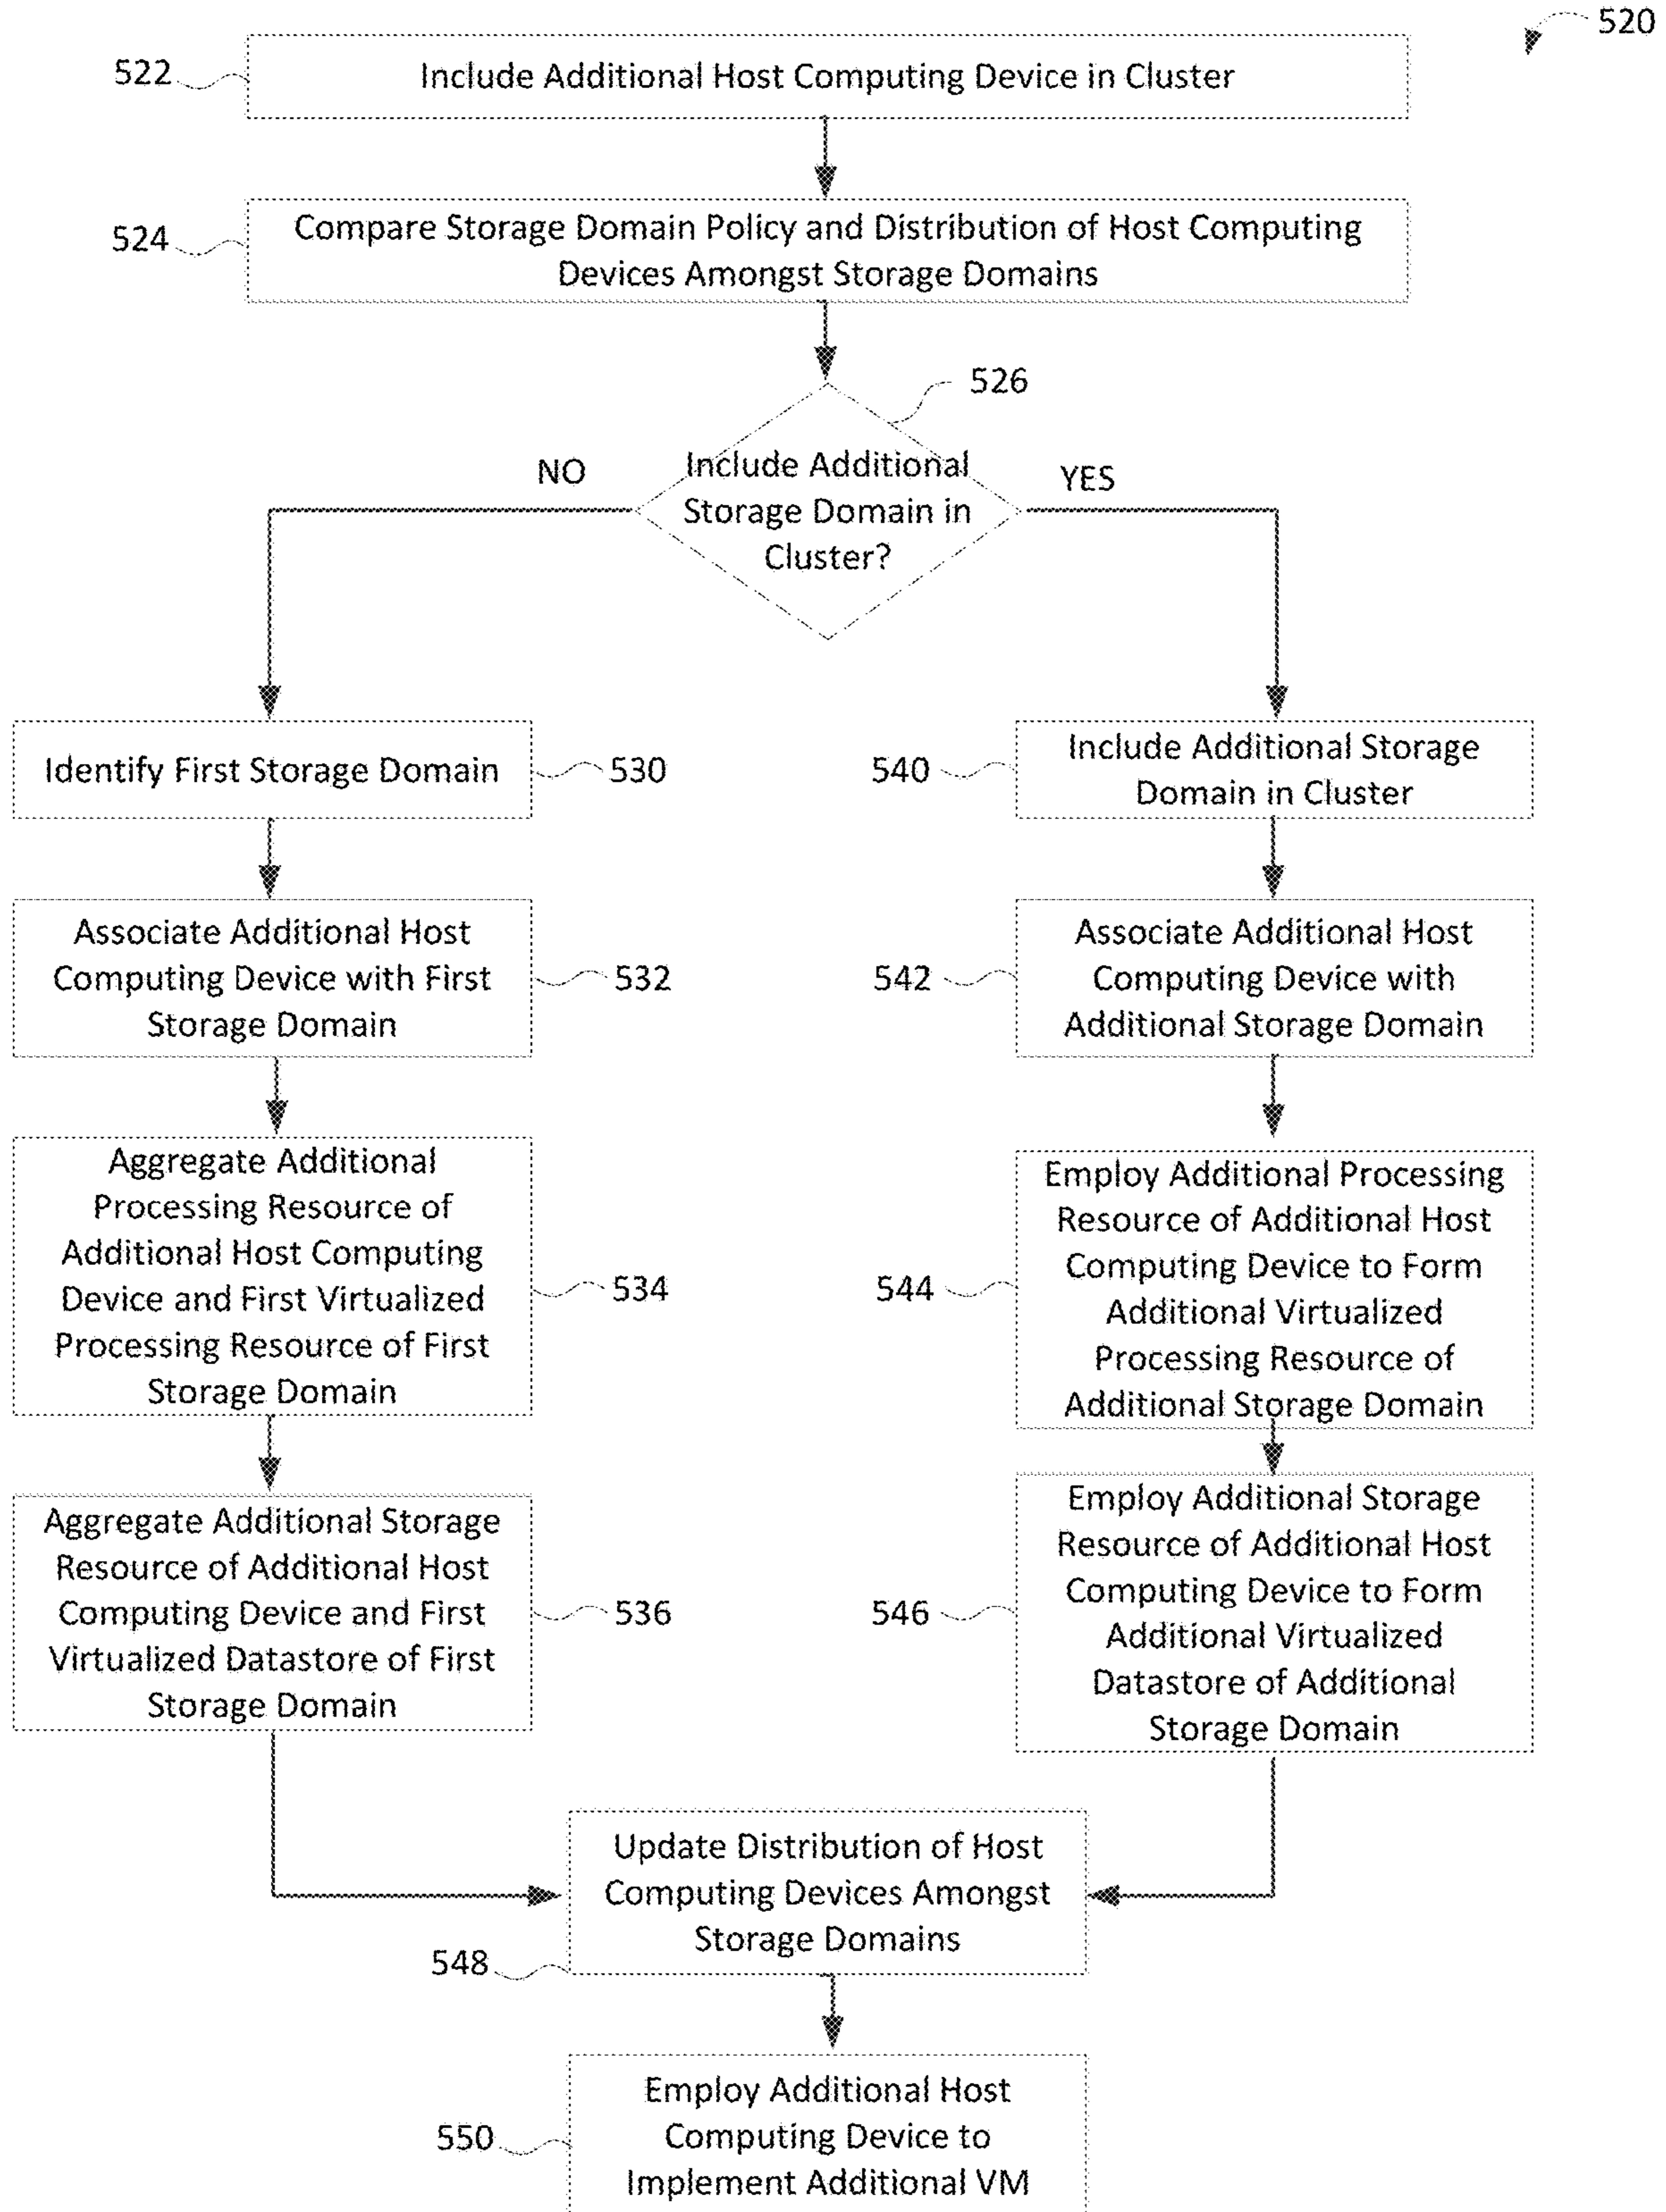 520
522
Include Additional Host Computing Device in Cluster
524
Compare Storage Domain Policy and Distribution of Host Computing
Devices Amongst Storage Domains
526
NO
Include Additional
Storage Domain in
Cluster?
YES
Identify First Storage Domain
530
Associate Additional Host
Computing Device with First
Storage Domain
532
Aggregate Additional
Processing Resource of
Additional Host Computing
Device and First Virtualized
Processing Resource of First
Storage Domain
534
Aggregate Additional Storage
Resource of Additional Host
Computing Device and First
Virtualized Datastore of First
Storage Domain
536
540
Include Additional Storage
Domain in Cluster
542
Associate Additional Host
Computing Device with
Additional Storage Domain
544
Employ Additional Processing
Resource of Additional Host
Computing Device to Form
Additional Virtualized
Processing Resource of
Additional Storage Domain
546
Employ Additional Storage
Resource of Additional Host
Computing Device to Form
Additional Virtualized
Datastore of Additional
Storage Domain
Update Distribution of Host
Computing Devices Amongst
Storage Domains
548
Employ Additional Host
Computing Device to
Implement Additional VM
550